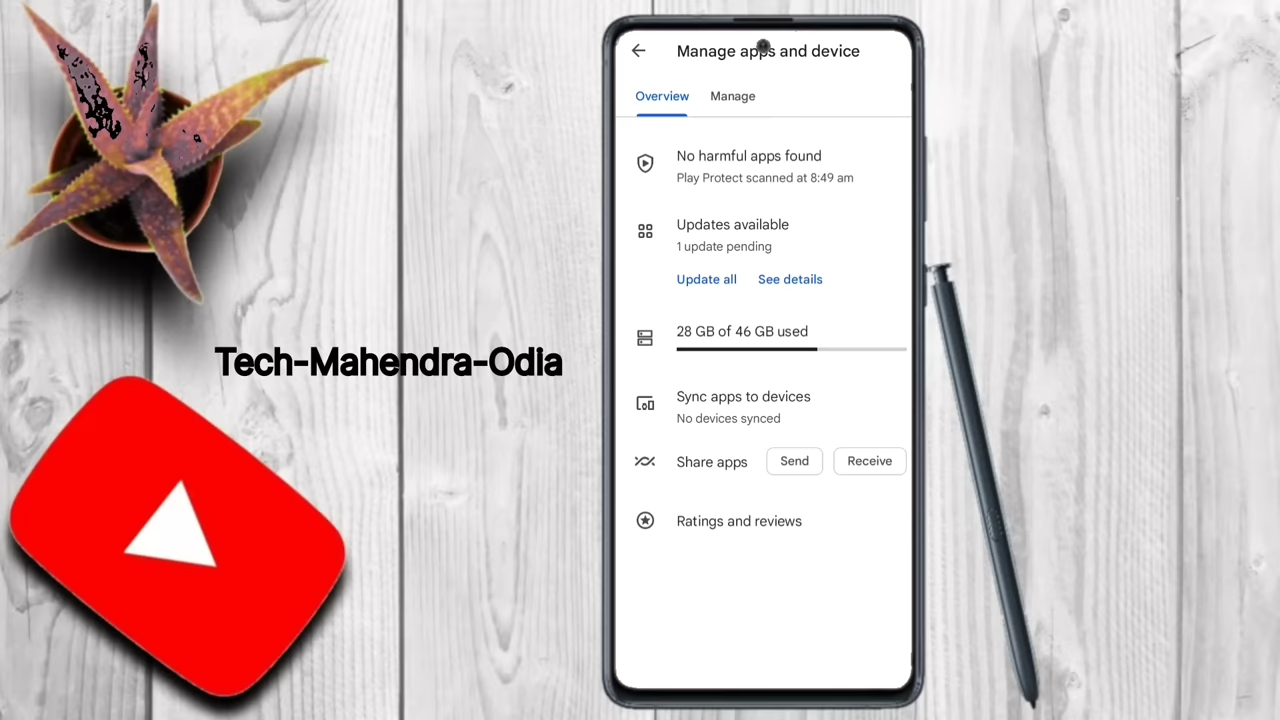 Manage apps and device
Overview Manage
No harmful apps found
Play Protect scanned at 8:49 am
Updates available
1 update pending
Update all See details
28 GB of 46 GB used
Sync apps to devices
No devices synced
Share apps Send Receive
Ratings and reviews
Tech-Mahendra-Odia